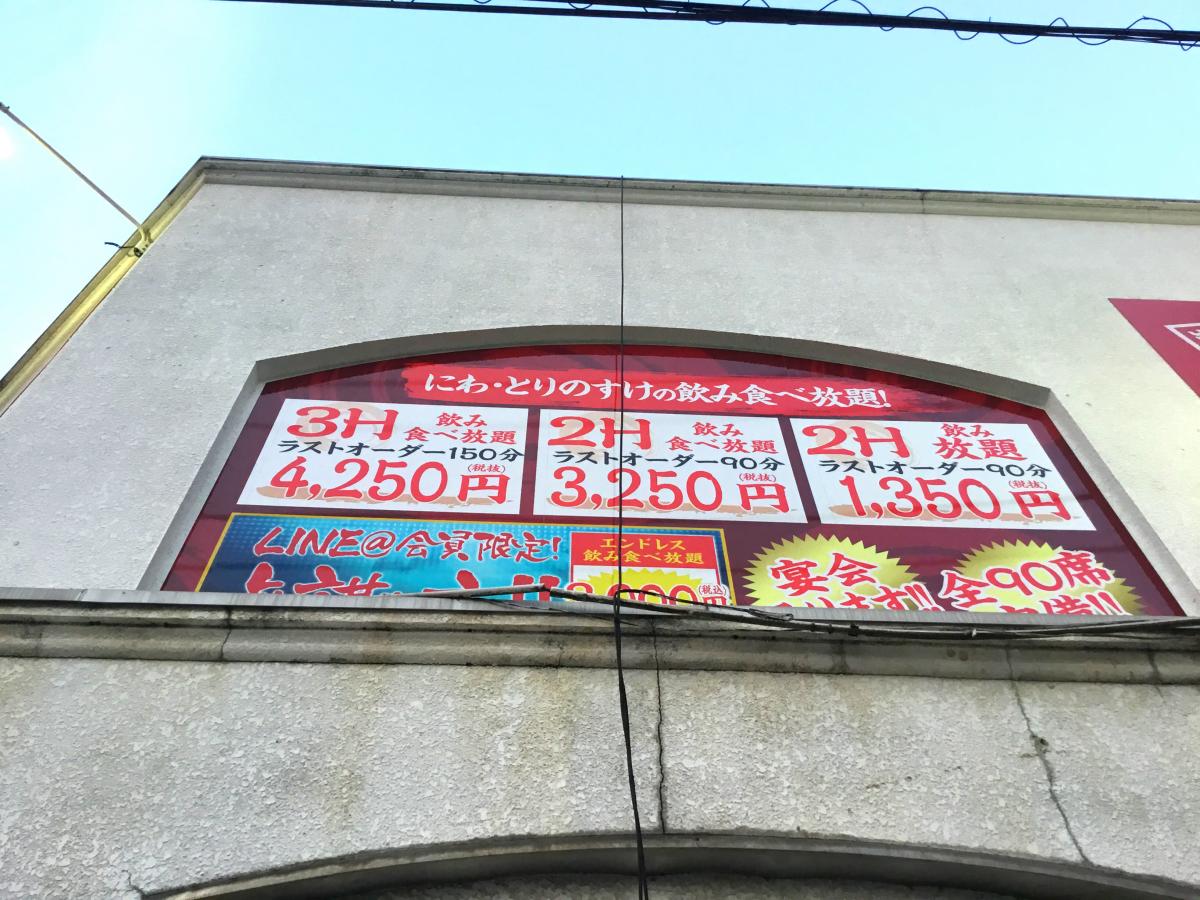 にわ・とりのすけの飲み食べ放題!
3H 飲み
食べ放題
ラストオーダー150分
4,250円
(税抜)
2H 飲み
食べ放題
ラストオーダー90分
3,250円
(税抜)
2H 飲み
放題
ラストオーダー90分
1,350円
(税抜)
LINE@会員限定!
エンドレス
飲み食べ放題
(税込)
宴会
全90席